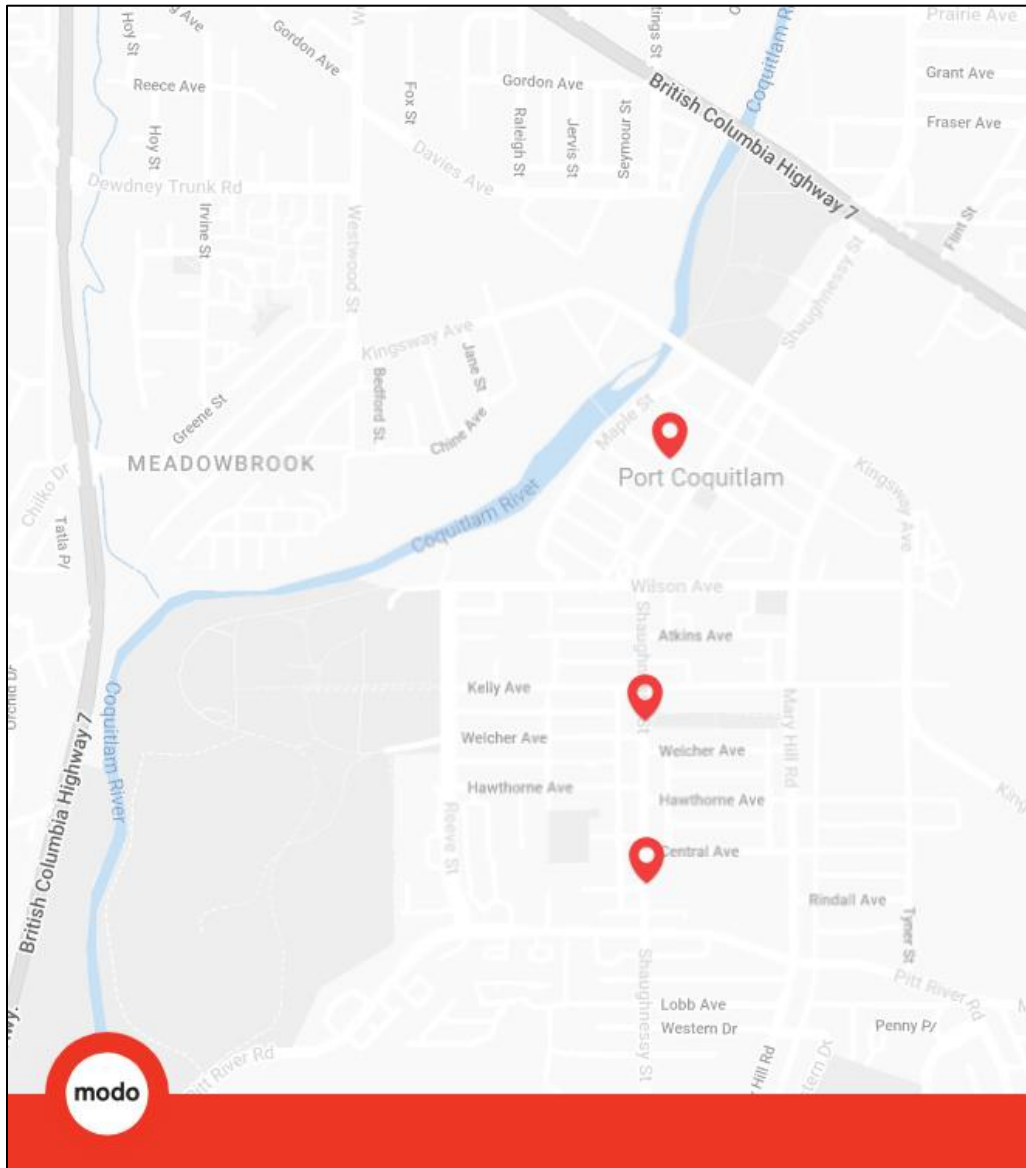 Hoy St
Gordon Ave
Coquitlam
Prairie Ave
Reece Ave
Fox St
Gordon Ave
British Columbia Highway 7
Grant Ave
Hoy St
Raleigh St
Jervis St
Seymour St
Fraser Ave
Davies Ave
Dewdney Trunk Rd
Irvine St
Westwood St
Flint St
Shaughnessy St
Kingsway Ave
Jane St
Bedford St.
Greene St
Chine Ave
Maple St
MEADOWBROOK
Port Coquitlam
Kingsway Ave
Chilko Dr
Coquitlam River
Tatla P/
Wilson Ave
Atkins Ave
Kelly Ave
Mary Hill Rd
Welcher Ave
Welcher Ave
Coquitlam River
British Columbia Highway 7
Hawthorne Ave
Hawthorne Ave
Reeve St
Central Ave
Rindall Ave
Tyner St
Shaughnessy St
Pitt River Rd
Lobb Ave
Western Dr
Penny P/
Hill Rd
modo